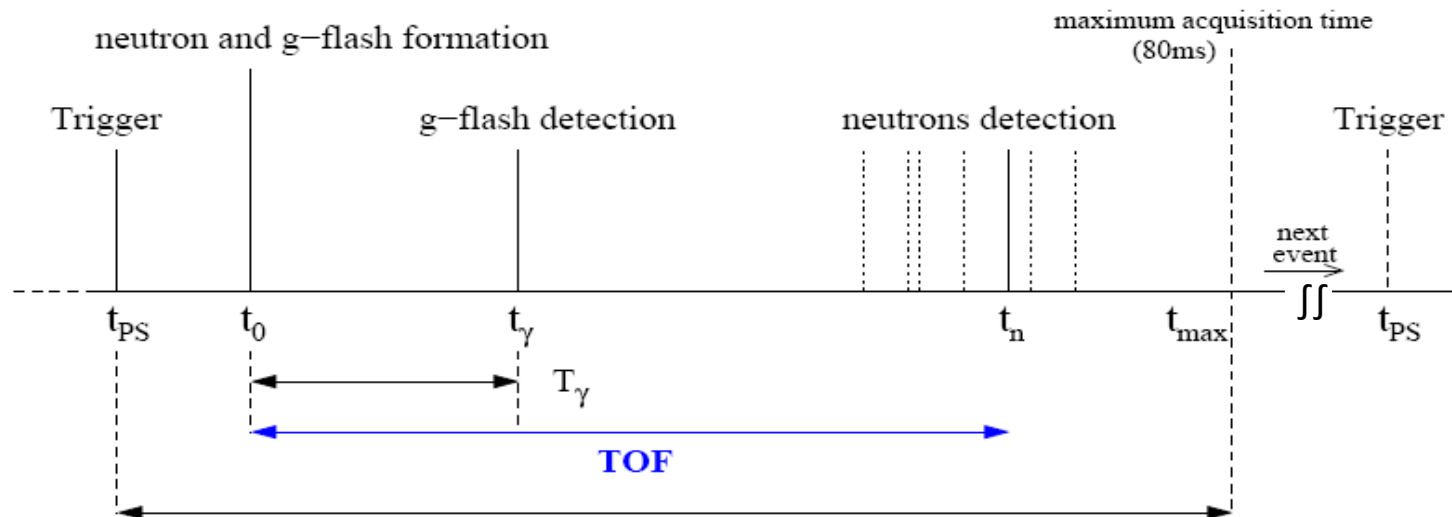 maximum acquisition time
(80ms)
neutron and g−flash formation
Trigger
g−flash detection
neutrons detection
Trigger
next
event
∫∫
t_PS
t_0
t_γ
t_n
t_max
t_PS
T_γ
TOF